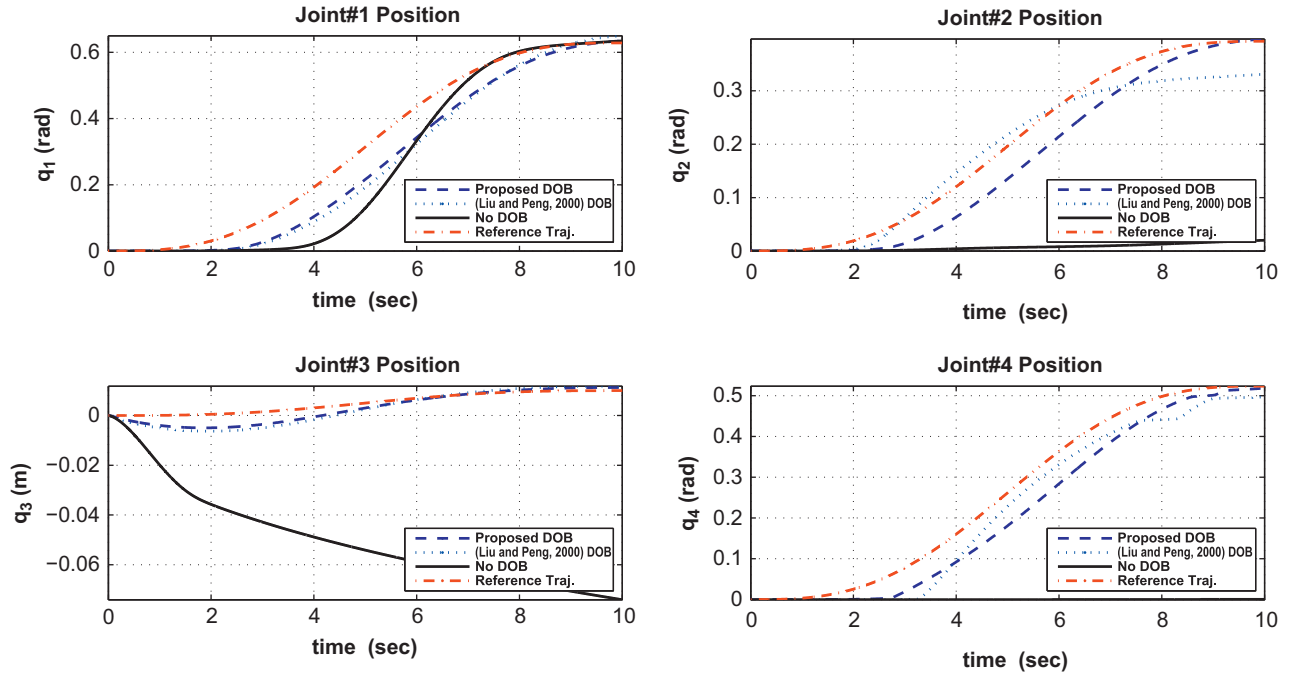 Joint#1 Position
q1 (rad)
0.6
0.4
0.2
0
0 2 4 6 8 10
time (sec)
Proposed DOB
(Liu and Peng, 2000) DOB
No DOB
Reference Traj.
Joint#2 Position
q2 (rad)
0.3
0.2
0.1
0
0 2 4 6 8 10
time (sec)
Proposed DOB
(Liu and Peng, 2000) DOB
No DOB
Reference Traj.
Joint#3 Position
q3 (m)
0
−0.02
−0.04
−0.06
0 2 4 6 8 10
time (sec)
Proposed DOB
(Liu and Peng, 2000) DOB
No DOB
Reference Traj.
Joint#4 Position
q4 (rad)
0.5
0.4
0.3
0.2
0.1
0
0 2 4 6 8 10
time (sec)
Proposed DOB
(Liu and Peng, 2000) DOB
No DOB
Reference Traj.